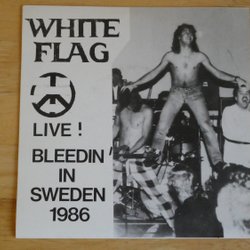 WHITE
FLAG
LIVE !
BLEEDIN'
IN
SWEDEN
1986